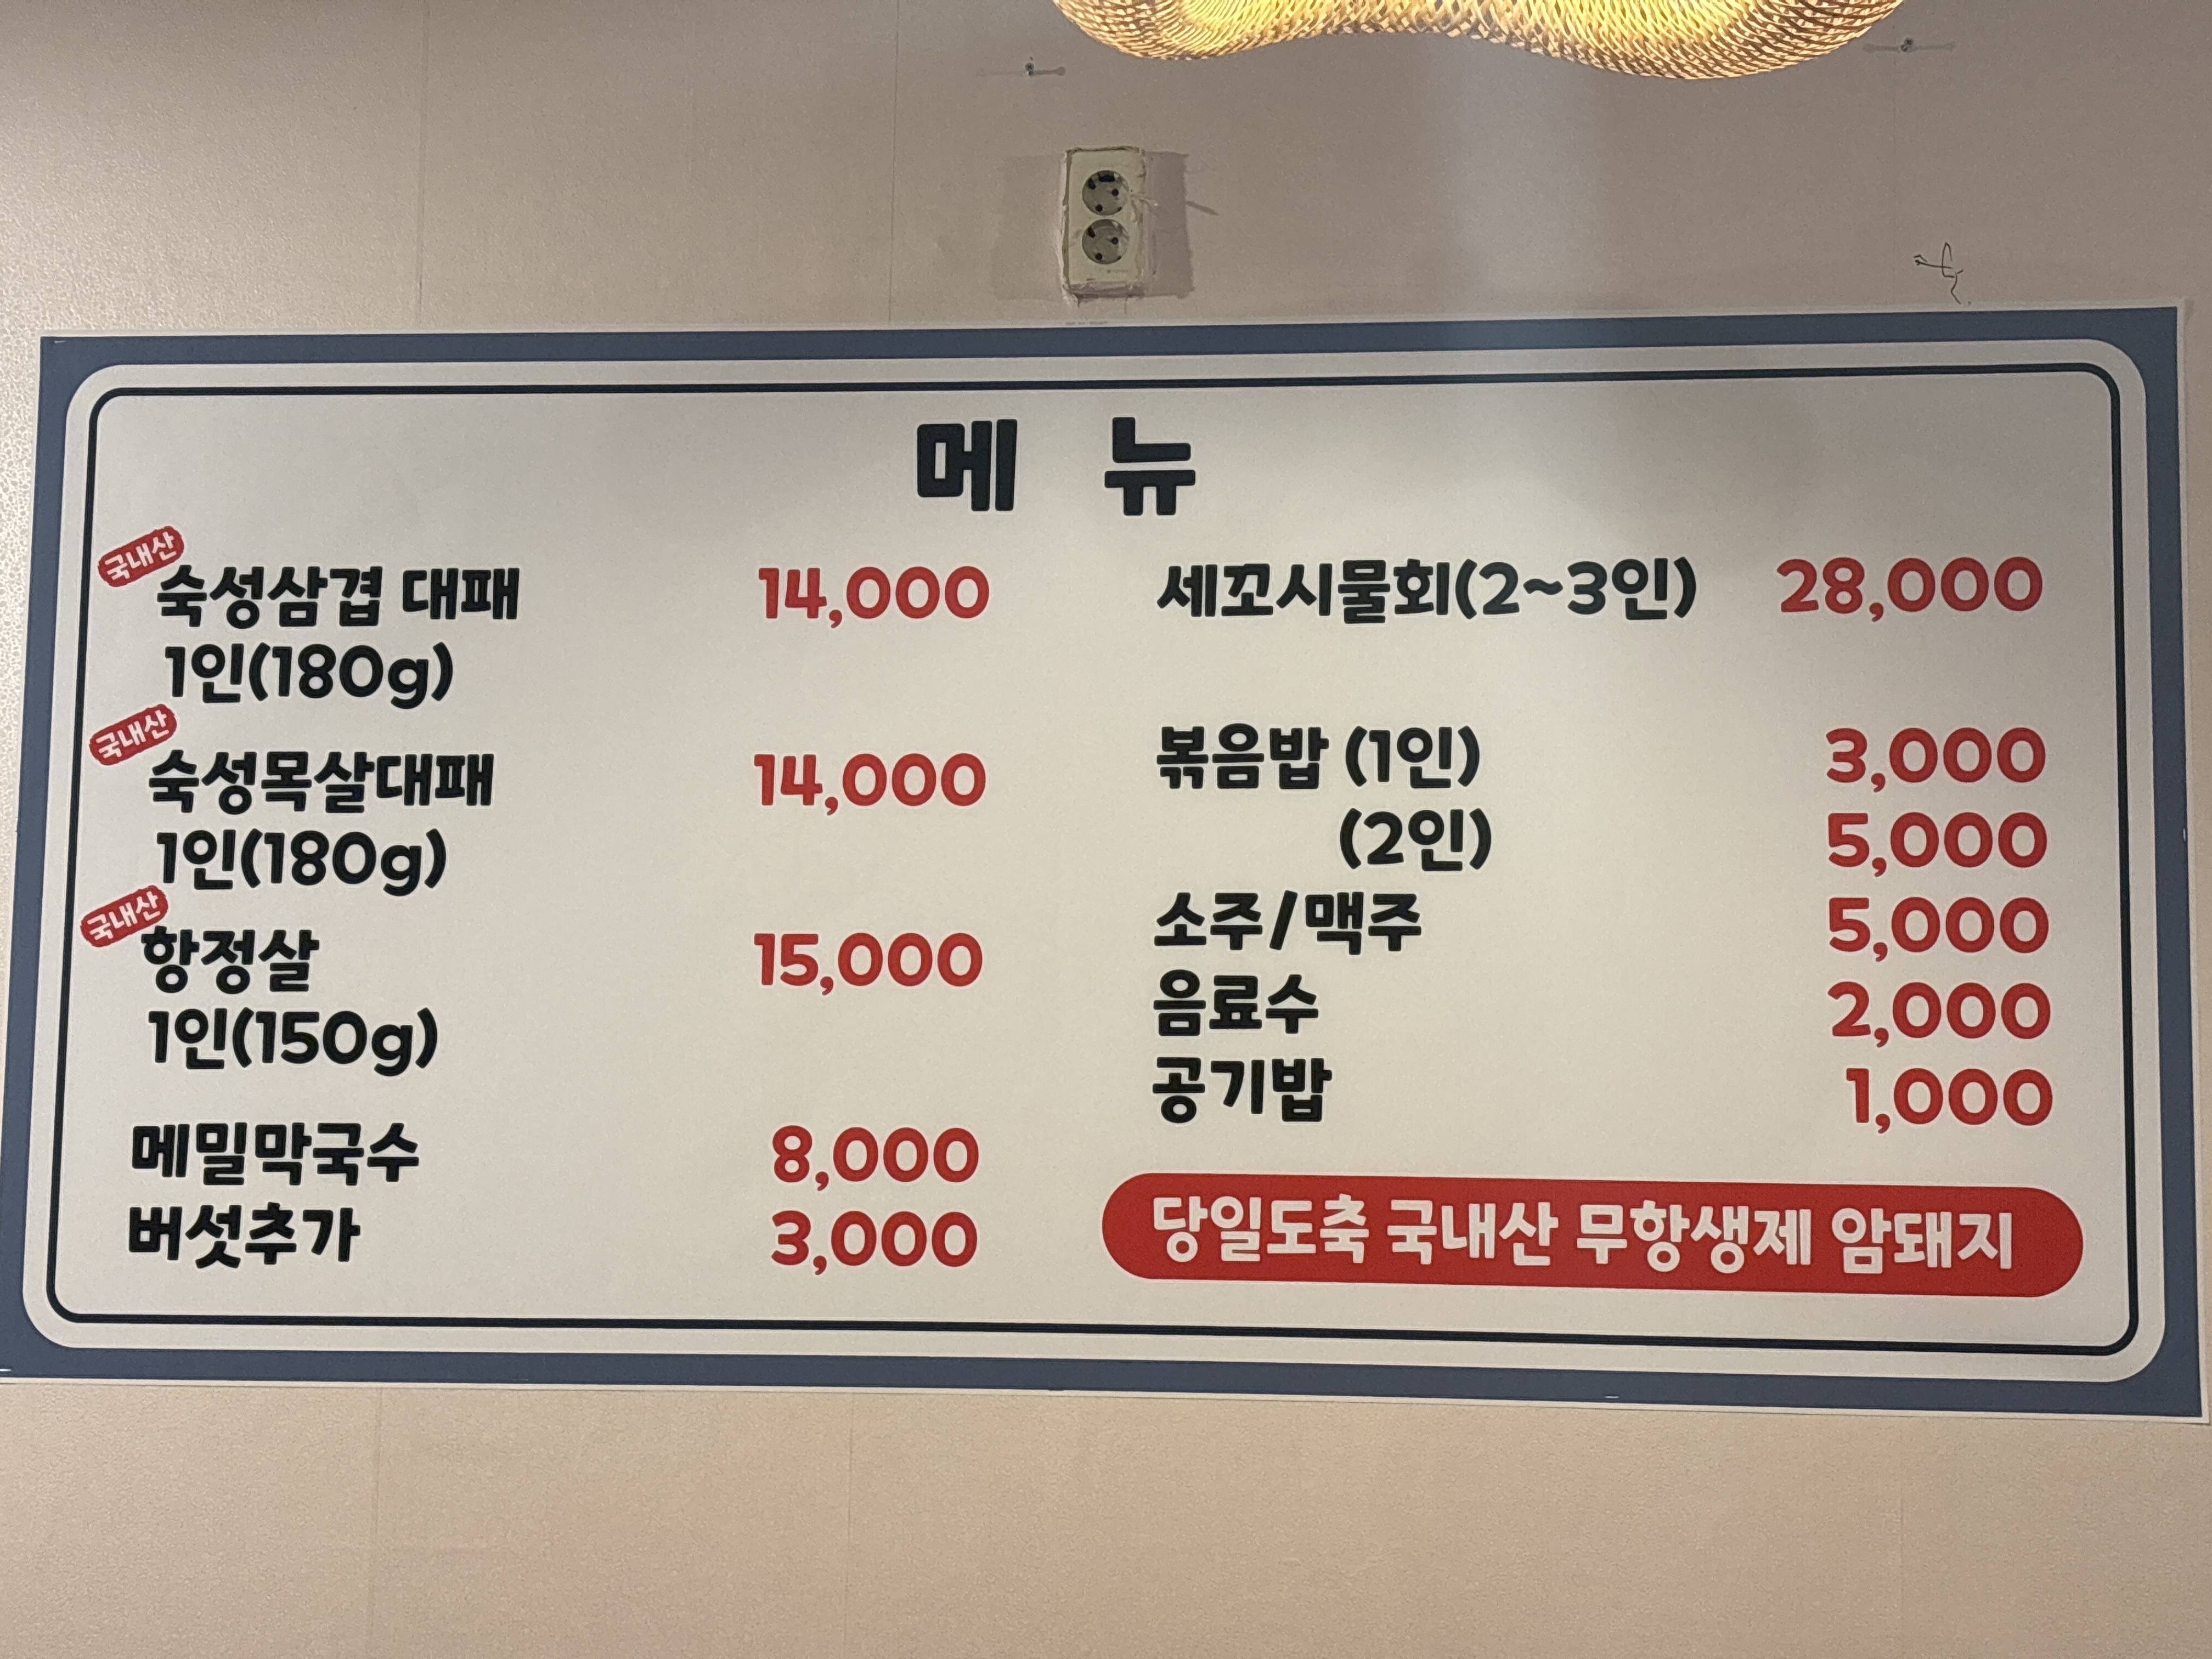 메 뉴
국내산
숙성삼겹 대패 14,000
1인(180g)
국내산
숙성목살대패 14,000
1인(180g)
국내산
항정살 15,000
1인(150g)
메밀막국수 8,000
버섯추가 3,000
세꼬시물회(2~3인) 28,000
볶음밥 (1인) 3,000
(2인) 5,000
소주/맥주 5,000
음료수 2,000
공기밥 1,000
당일도축 국내산 무항생제 암돼지